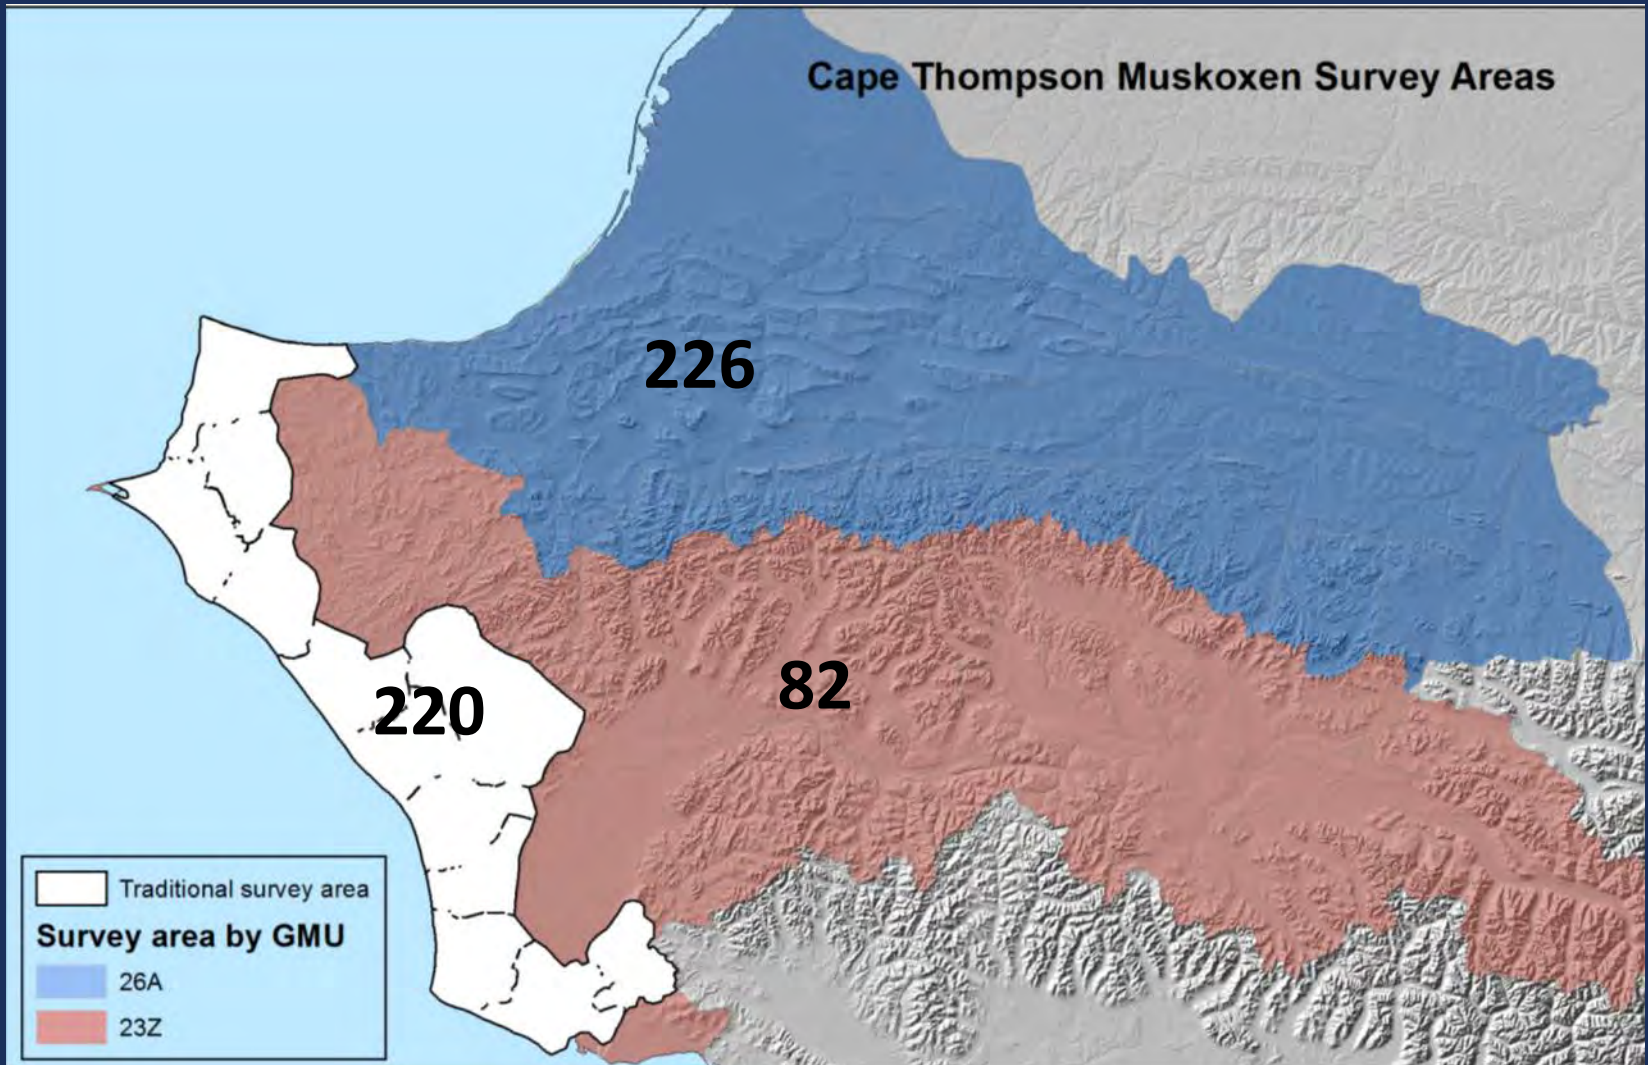 Cape Thompson Muskoxen Survey Areas
226
82
220
Traditional survey area
Survey area by GMU
26A
23Z